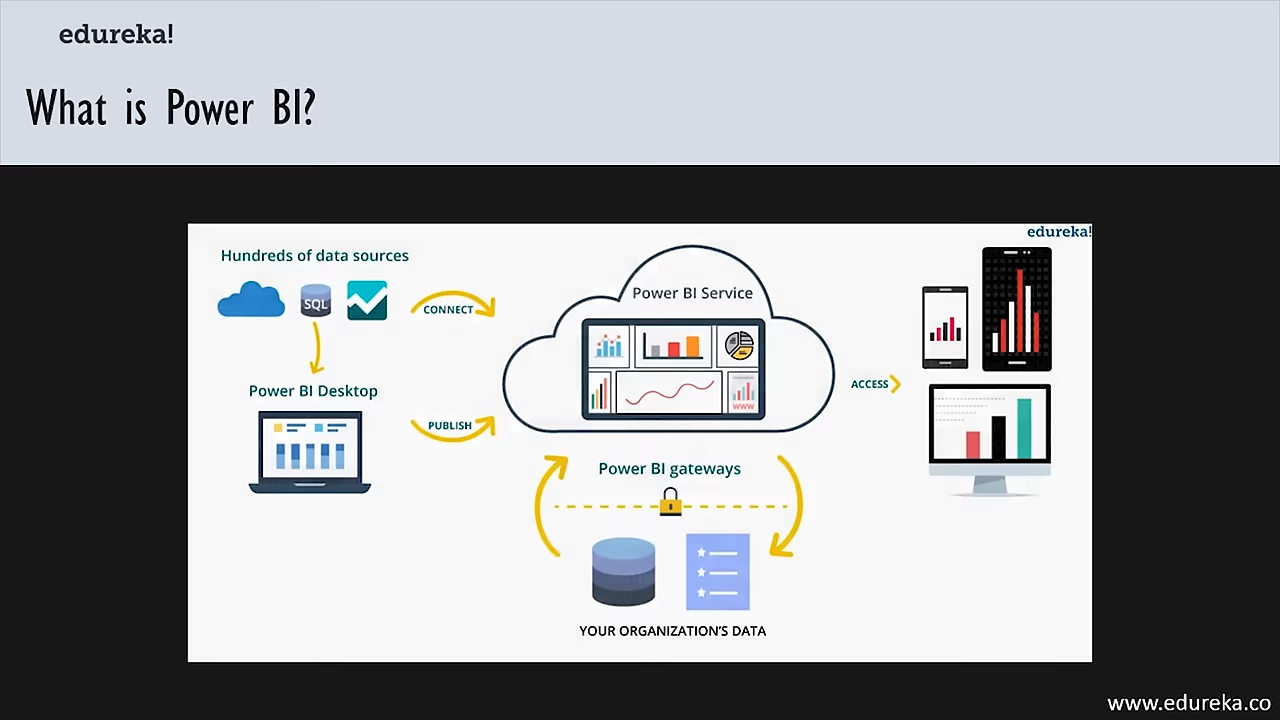 edureka!
What is Power BI?
edureka!
Hundreds of data sources
SQL
CONNECT
Power BI Service
www
Power BI Desktop
PUBLISH
ACCESS
Power BI gateways
YOUR ORGANIZATION'S DATA
www.edureka.co